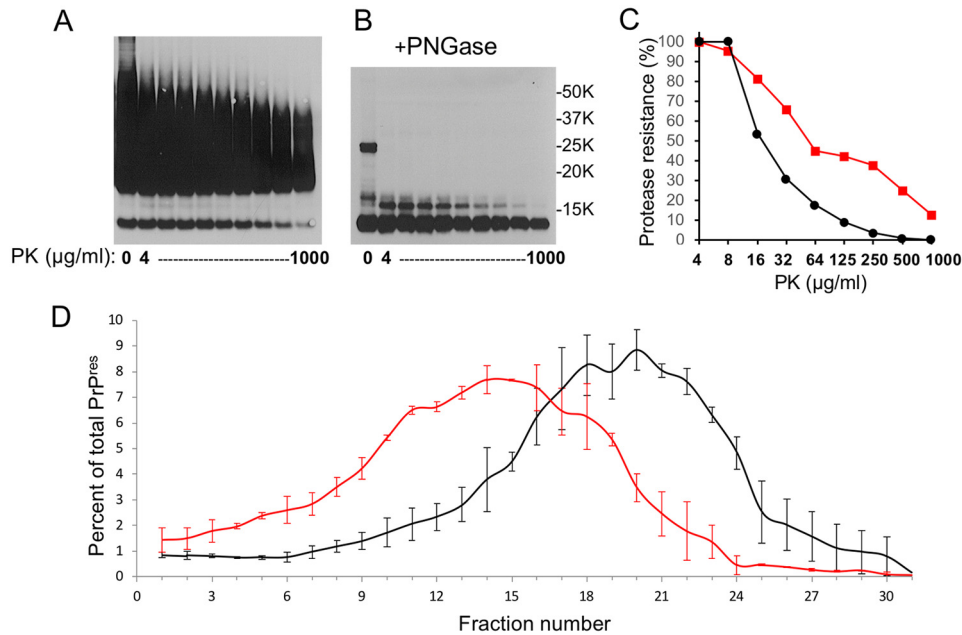 A
B
+PNGase
-50K
-37K
-25K
-20K
-15K
PK (µg/ml): 0 4 ---------------------------1000
0 4 ---------------------------1000
C
Protease resistance (%)
100
90
80
70
60
50
40
30
20
10
0
4 8 16 32 64 125 250 500 1000
PK (µg/ml)
D
Percent of total PrPres
10
9
8
7
6
5
4
3
2
1
0
0 3 6 9 12 15 18 21 24 27 30
Fraction number